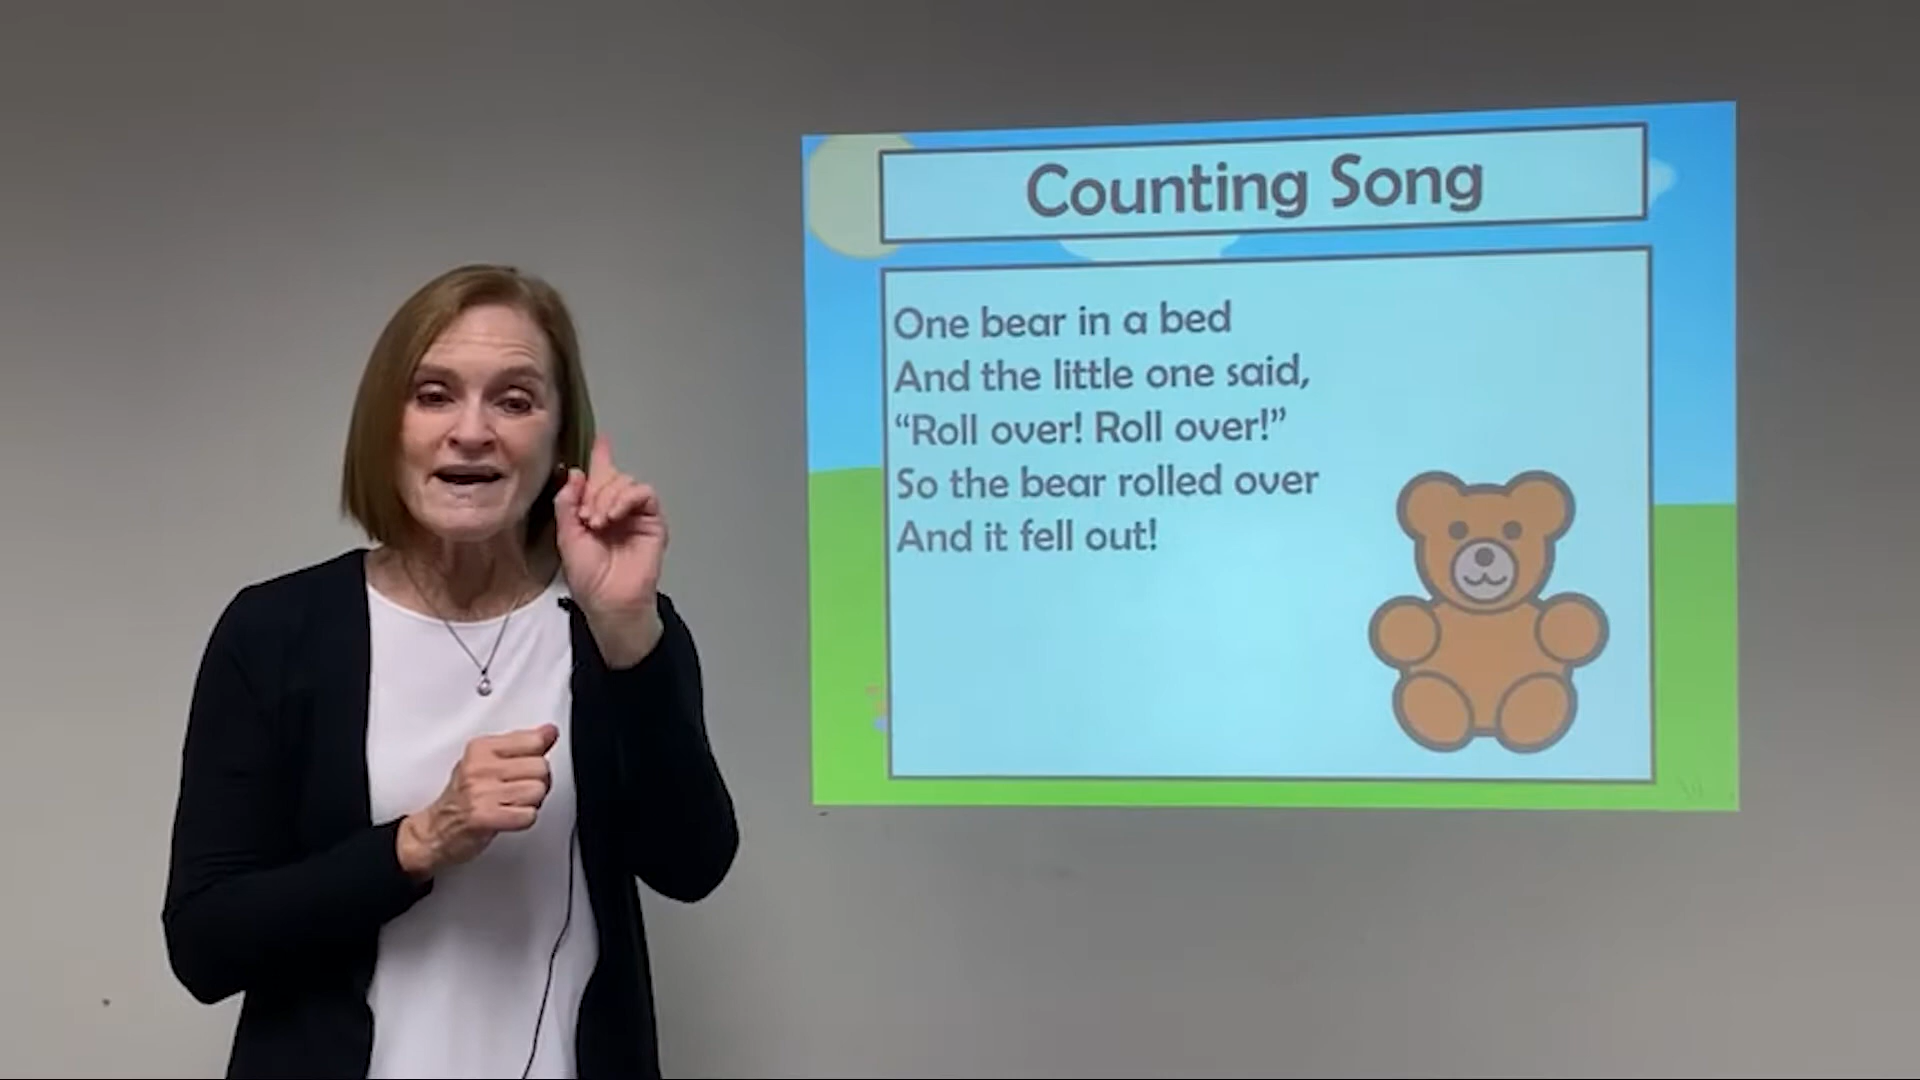 Counting Song
One bear in a bed
And the little one said,
“Roll over! Roll over!”
So the bear rolled over
And it fell out!